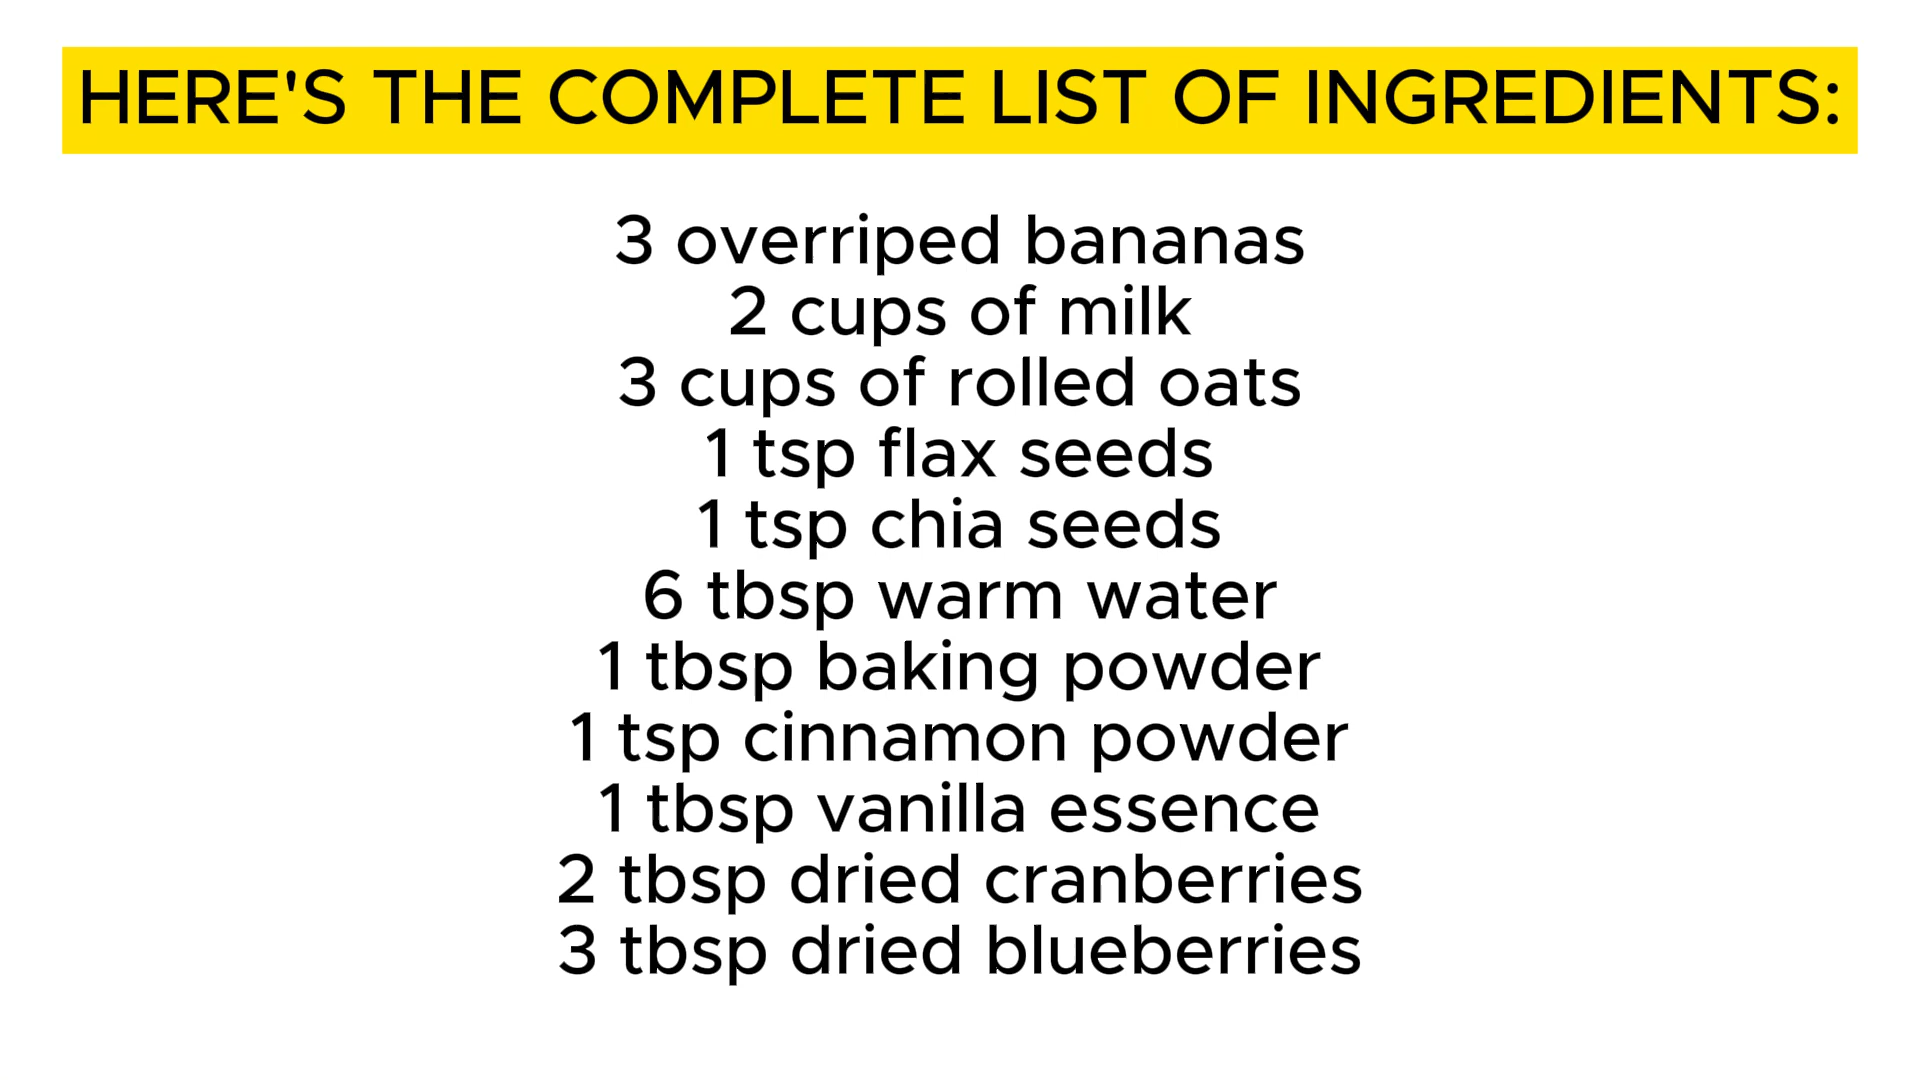 HERE'S THE COMPLETE LIST OF INGREDIENTS:
3 overriped bananas
2 cups of milk
3 cups of rolled oats
1 tsp flax seeds
1 tsp chia seeds
6 tbsp warm water
1 tbsp baking powder
1 tsp cinnamon powder
1 tbsp vanilla essence
2 tbsp dried cranberries
3 tbsp dried blueberries